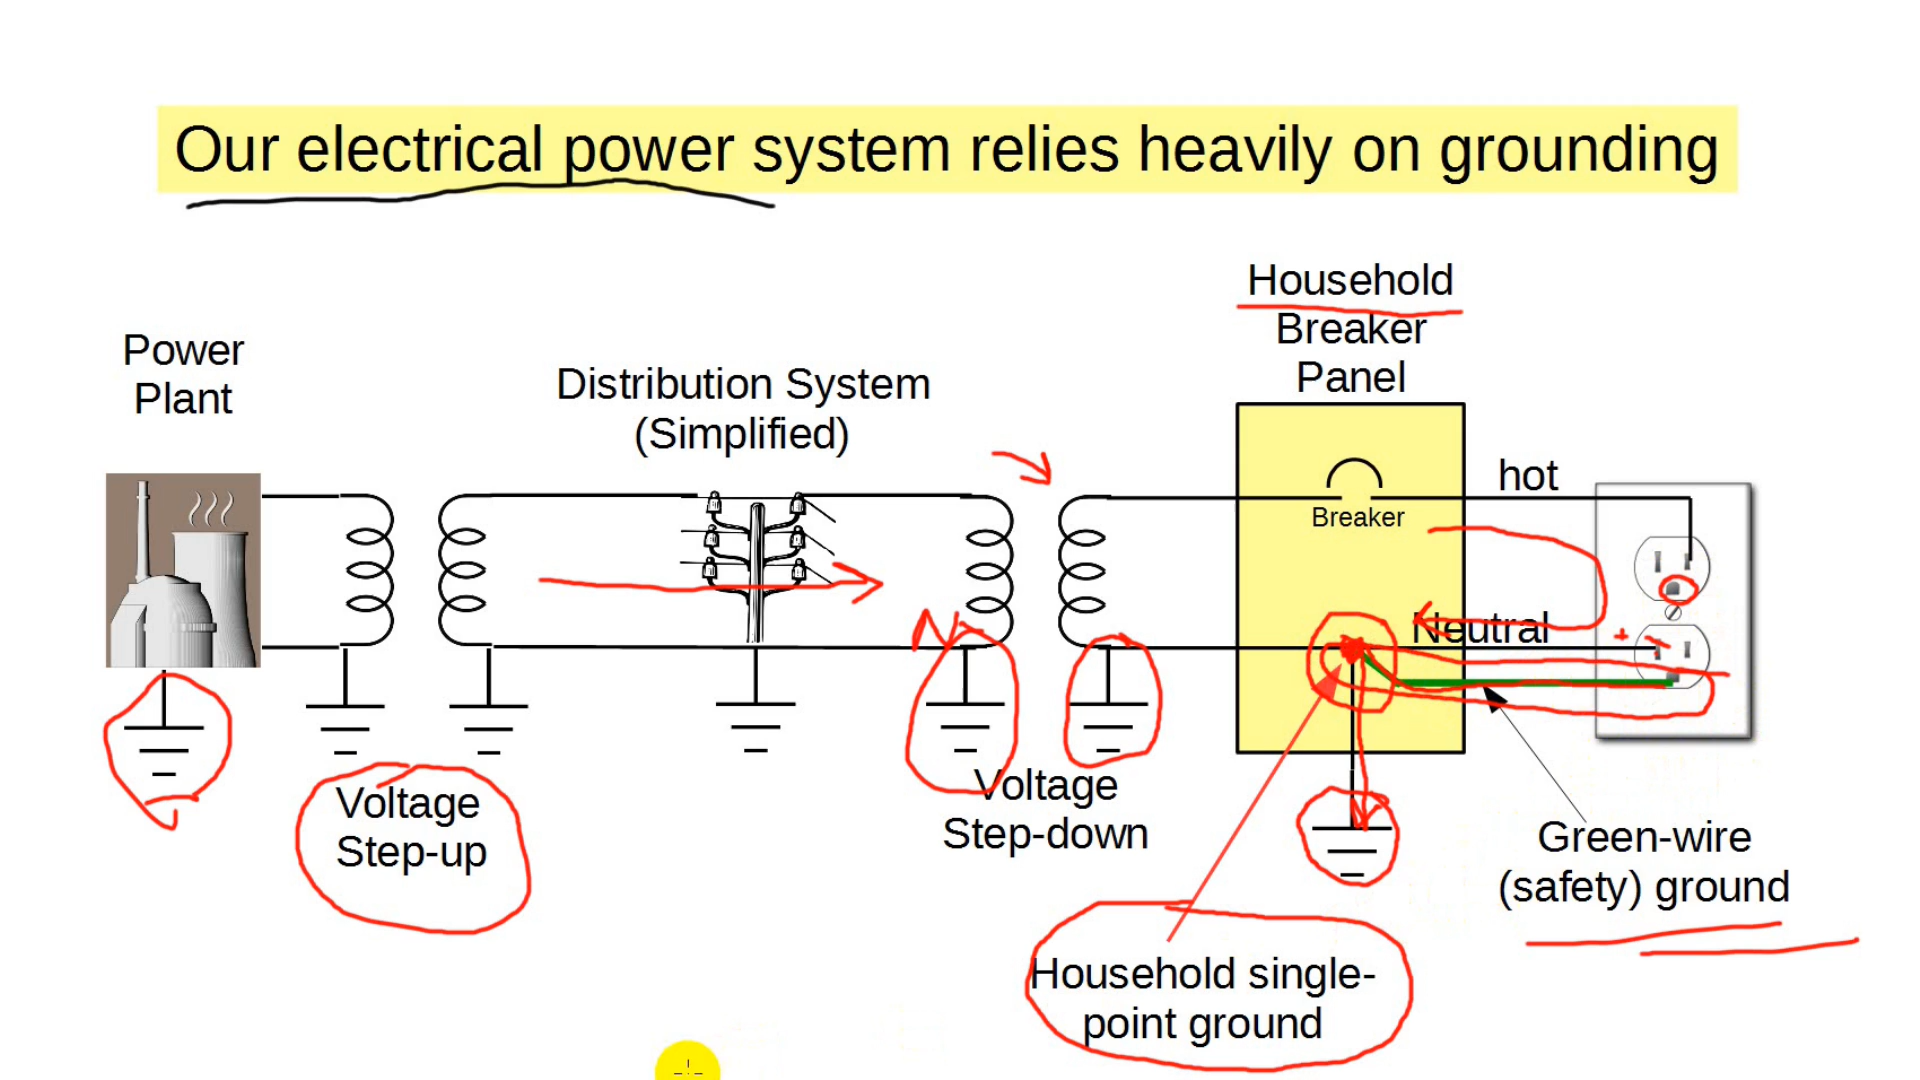 Our electrical power system relies heavily on grounding
Household
Breaker
Panel
Power
Plant
Distribution System
(Simplified)
hot
Breaker
Neutral
Voltage
Step-up
Voltage
Step-down
Green-wire
(safety) ground
Household single-
point ground